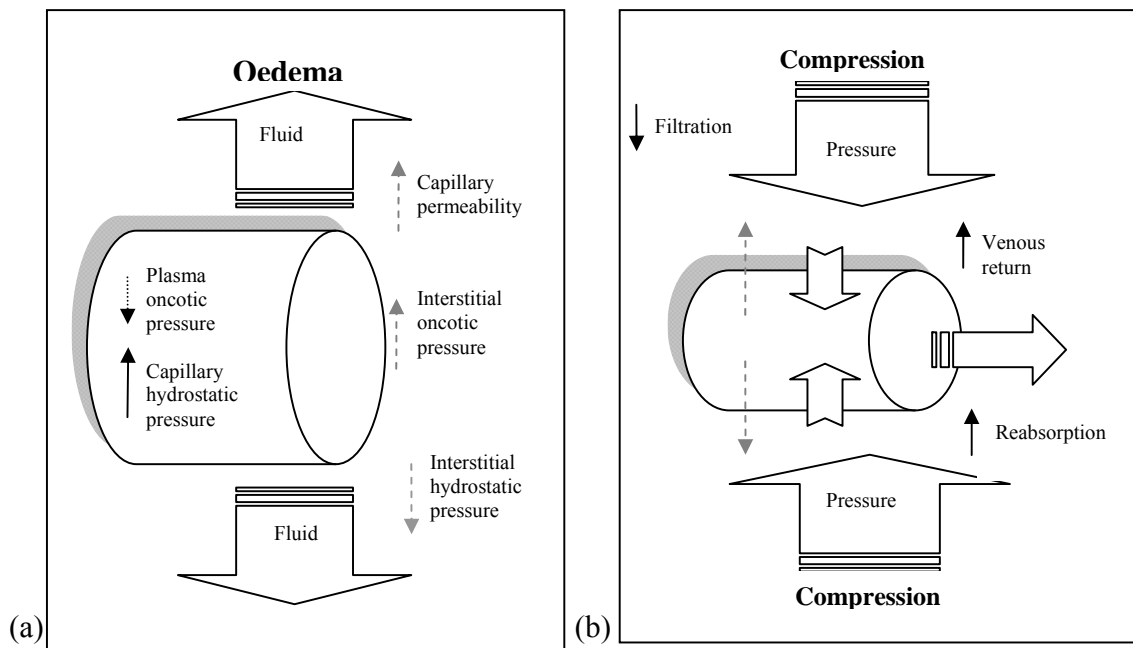 Oedema
Fluid
Capillary
permeability
Plasma
oncotic
pressure
Interstitial
oncotic
pressure
Capillary
hydrostatic
pressure
Interstitial
hydrostatic
pressure
Fluid
(a)
Compression
Filtration
Pressure
Venous
return
Reabsorption
Pressure
Compression
(b)